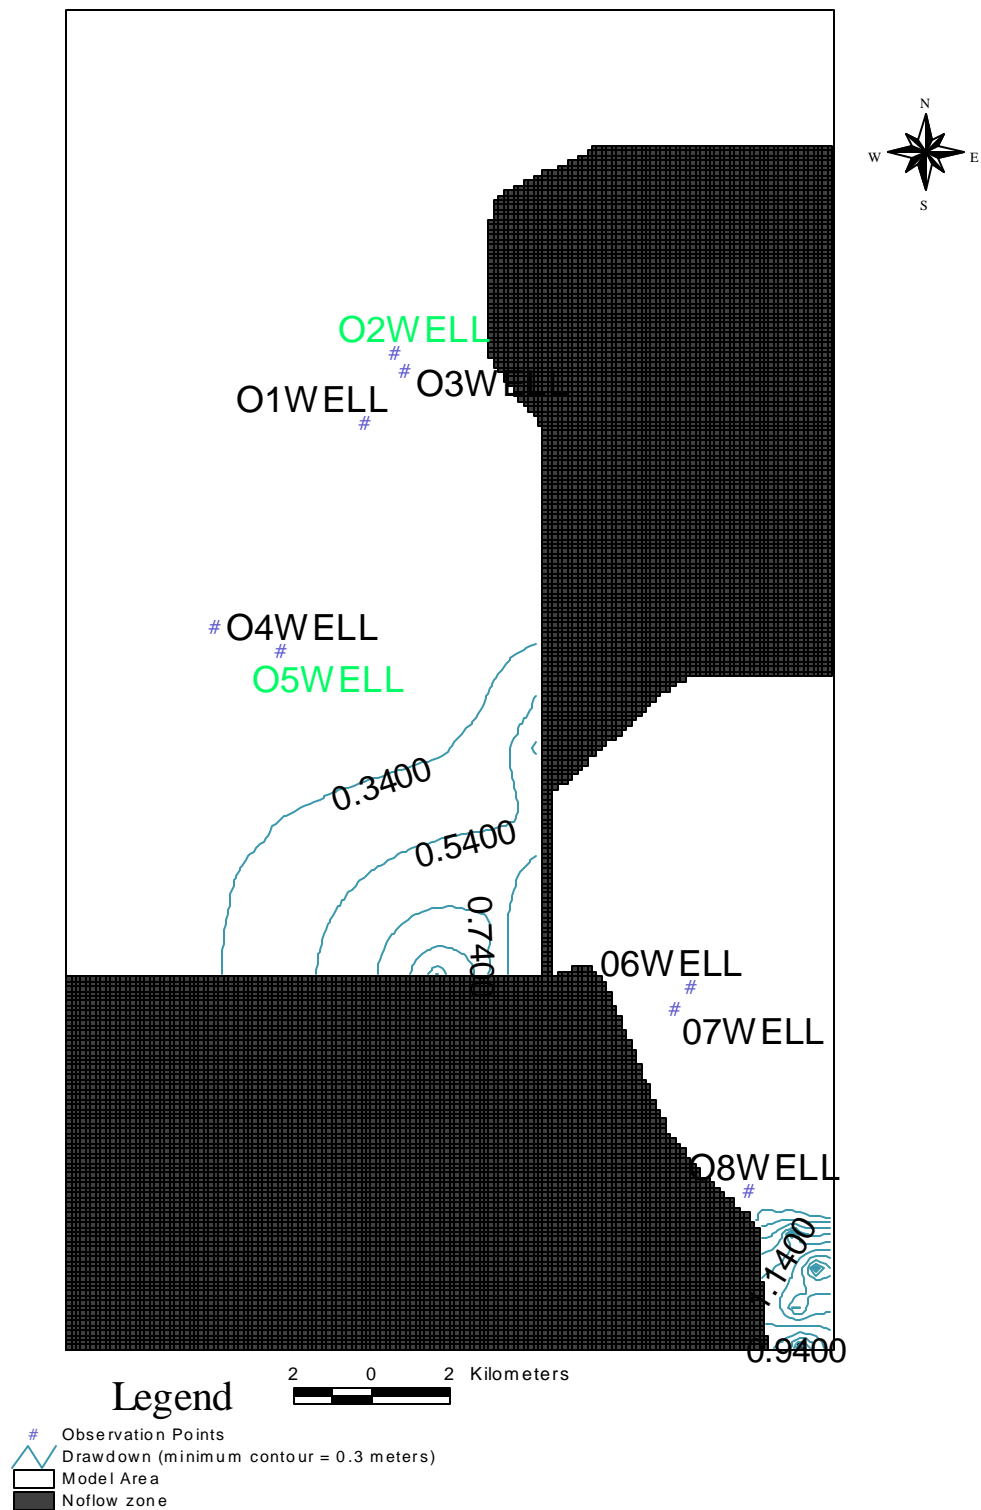 N
W E
S
O2WELL
#
# O3WELL
O1WELL
#
# O4WELL
#
O5WELL
0.3400
0.5400
0.7400
06WELL
#
#
07WELL
O8WELL
#
1.1400
0.9400
2 0 2 Kilometers
Legend
# Observation Points
Drawdown (minimum contour = 0.3 meters)
Model Area
Noflow zone